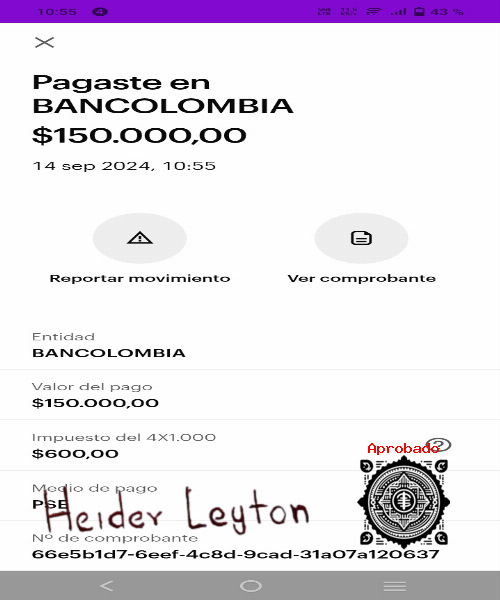 10:55
43 %
Pagaste en
BANCOLOMBIA
$150.000,00
14 sep 2024, 10:55
Reportar movimiento
Ver comprobante
Entidad
BANCOLOMBIA
Valor del pago
$150.000,00
Impuesto del 4X1.000
$600,00
Aprobado
?
Medio de pago
PSE
Heider Leyton
Nº de comprobante
66e5b1d7-6eef-4c8d-9cad-31a07a120637